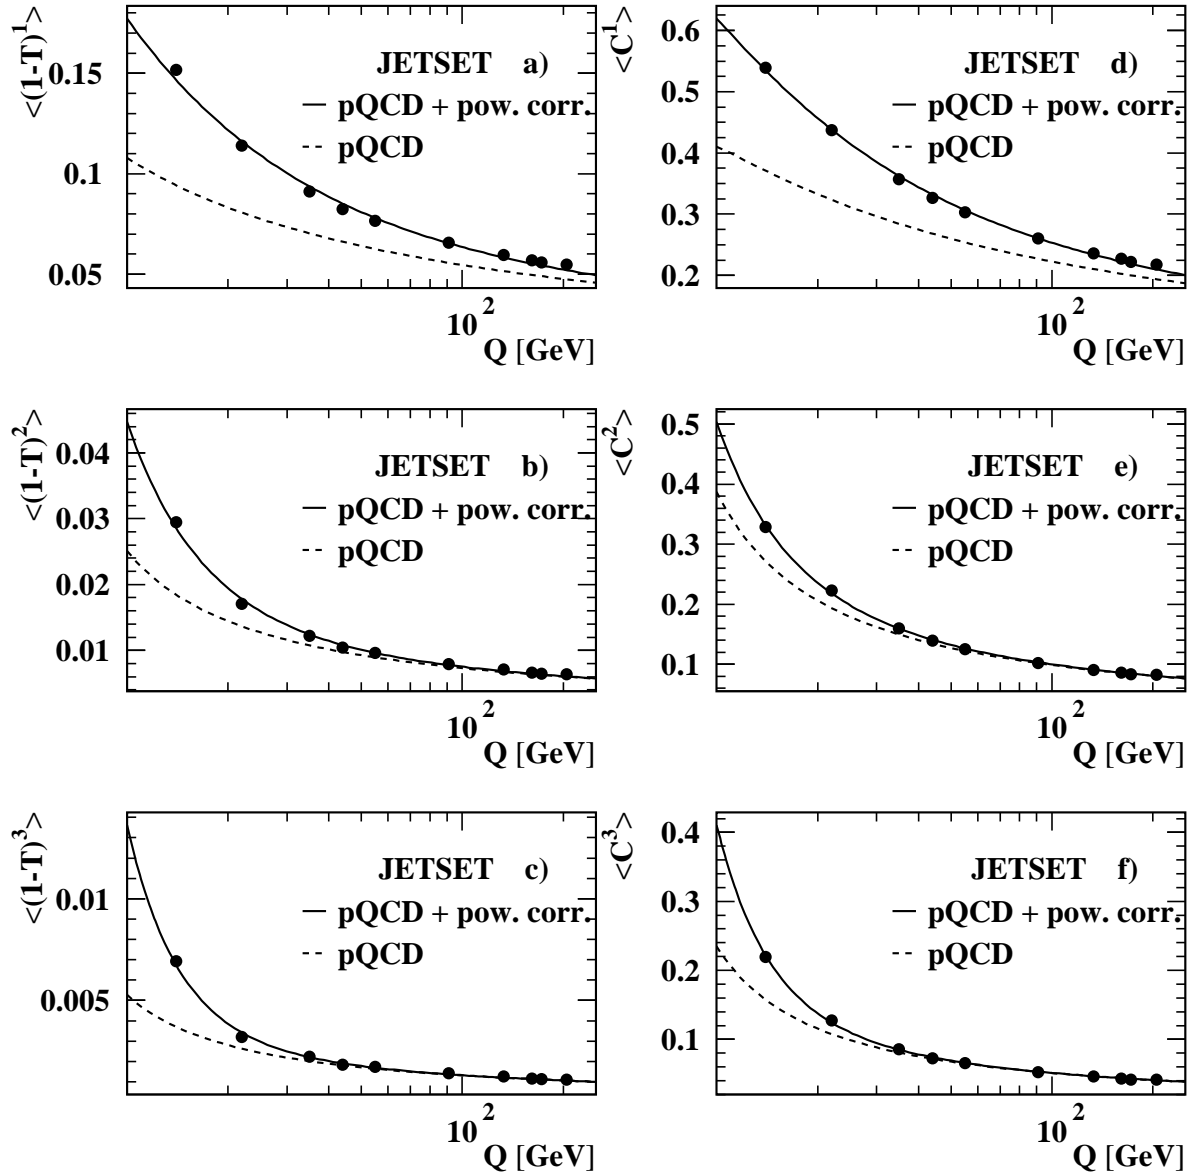 <(1-T)^1>
0.15
0.1
0.05
JETSET a)
pQCD + pow. corr.
pQCD
10^2
Q [GeV]
<C^1>
0.6
0.5
0.4
0.3
0.2
JETSET d)
pQCD + pow. corr.
pQCD
10^2
Q [GeV]
<(1-T)^2>
0.04
0.03
0.02
0.01
JETSET b)
pQCD + pow. corr.
pQCD
10^2
Q [GeV]
<C^2>
0.5
0.4
0.3
0.2
0.1
JETSET e)
pQCD + pow. corr.
pQCD
10^2
Q [GeV]
<(1-T)^3>
0.01
0.005
JETSET c)
pQCD + pow. corr.
pQCD
10^2
Q [GeV]
<C^3>
0.4
0.3
0.2
0.1
JETSET f)
pQCD + pow. corr.
pQCD
10^2
Q [GeV]